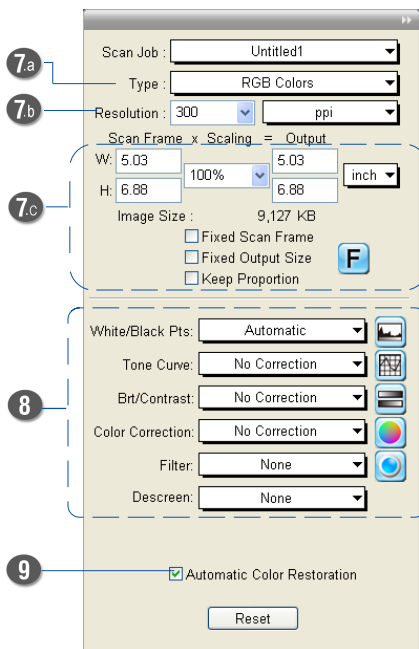 Scan Job : Untitled1
7.a Type : RGB Colors
7.b Resolution : 300 ppi
Scan Frame x Scaling = Output
7.c
W: 5.03 100% 5.03 inch
H: 6.88 6.88
Image Size : 9,127 KB
Fixed Scan Frame
Fixed Output Size
F
Keep Proportion
White/Black Pts: Automatic
Tone Curve: No Correction
8 Brt/Contrast: No Correction
Color Correction: No Correction
Filter: None
Descreen: None
9 Automatic Color Restoration
Reset